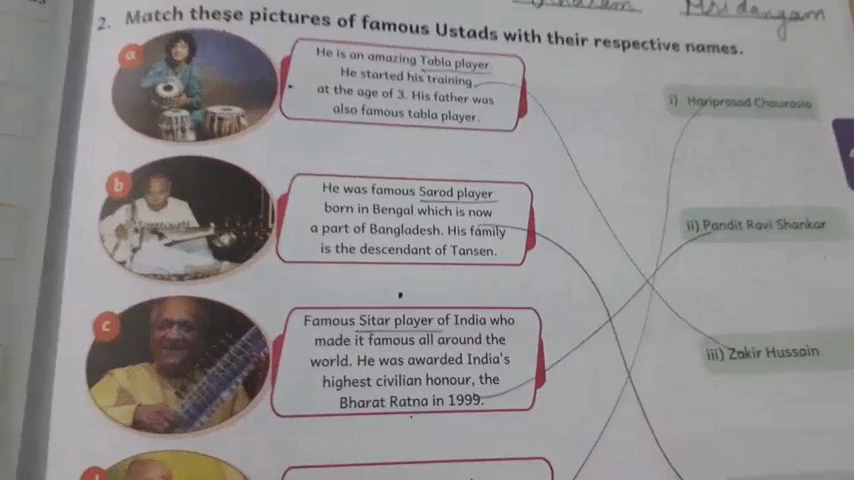 Mridangam
2. Match these pictures of famous Ustads with their respective names.
a
He is an amazing Tabla player.
He started his training
at the age of 3. His father was
also famous tabla player.
i) Hariprasad Chaurasia
b
He was famous Sarod player
born in Bengal which is now
a part of Bangladesh. His family
is the descendant of Tansen.
ii) Pandit Ravi Shankar
c
Famous Sitar player of India who
made it famous all around the
world. He was awarded India's
highest civilian honour, the
Bharat Ratna in 1999.
iii) Zakir Hussain